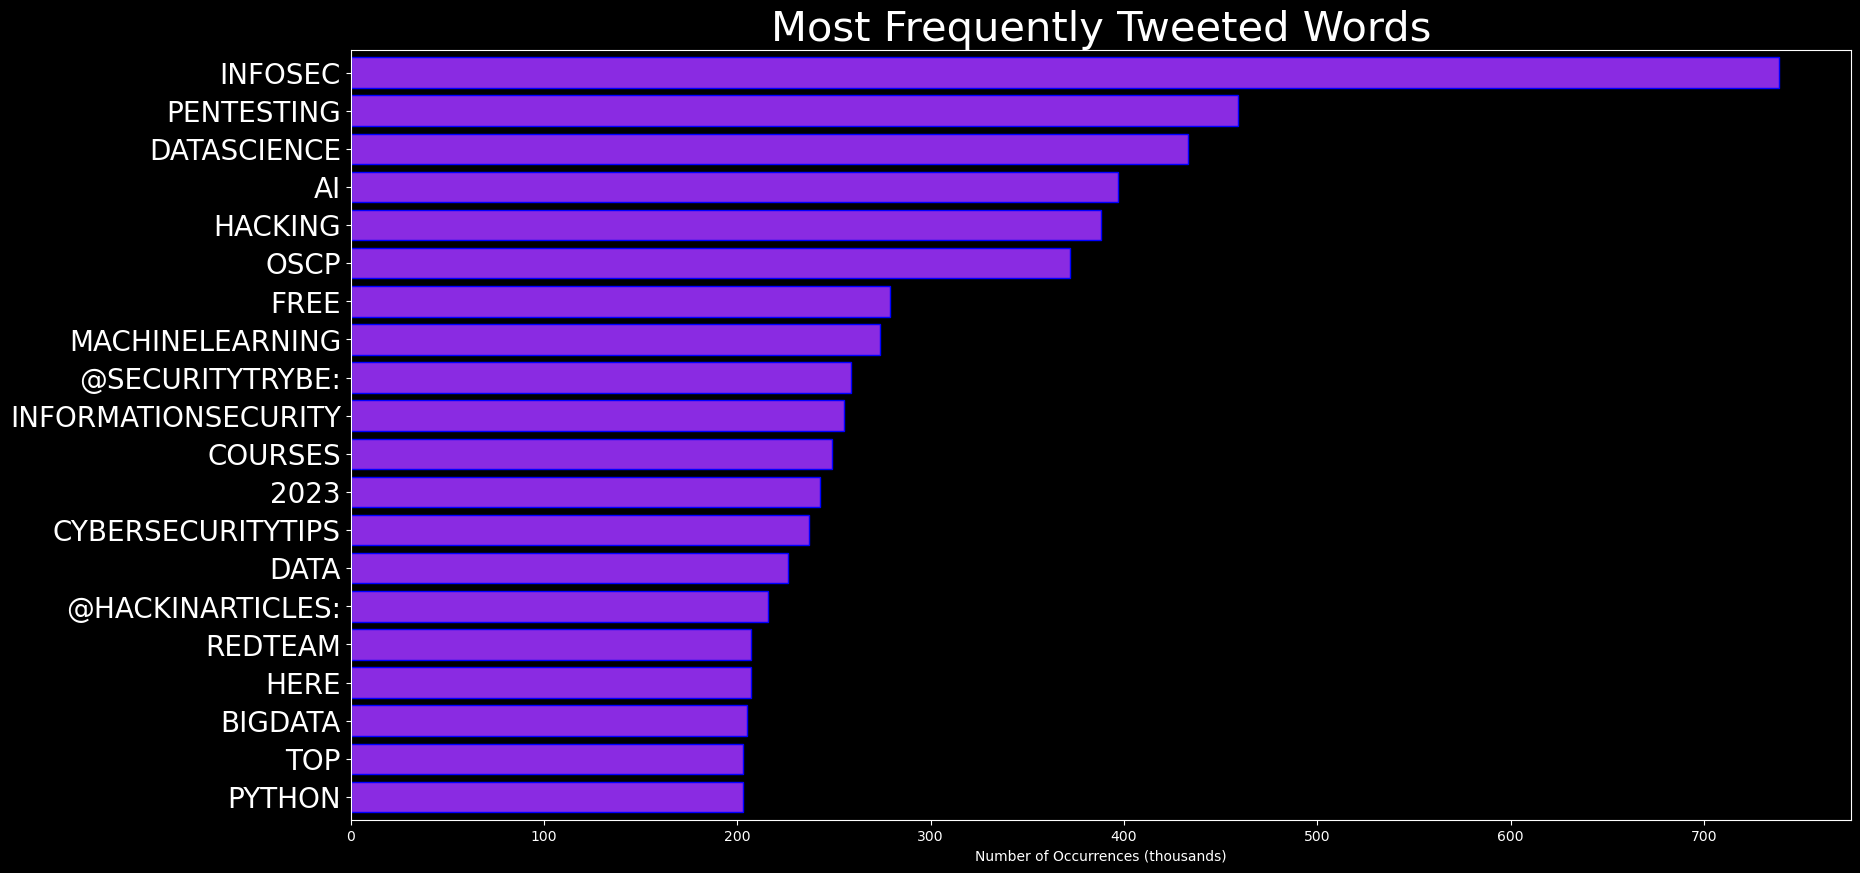 Most Frequently Tweeted Words
INFOSEC
PENTESTING
DATASCIENCE
AI
HACKING
OSCP
FREE
MACHINELEARNING
@SECURITYTRYBE:
INFORMATIONSECURITY
COURSES
2023
CYBERSECURITYTIPS
DATA
@HACKINARTICLES:
REDTEAM
HERE
BIGDATA
TOP
PYTHON
0 100 200 300 400 500 600 700
Number of Occurrences (thousands)